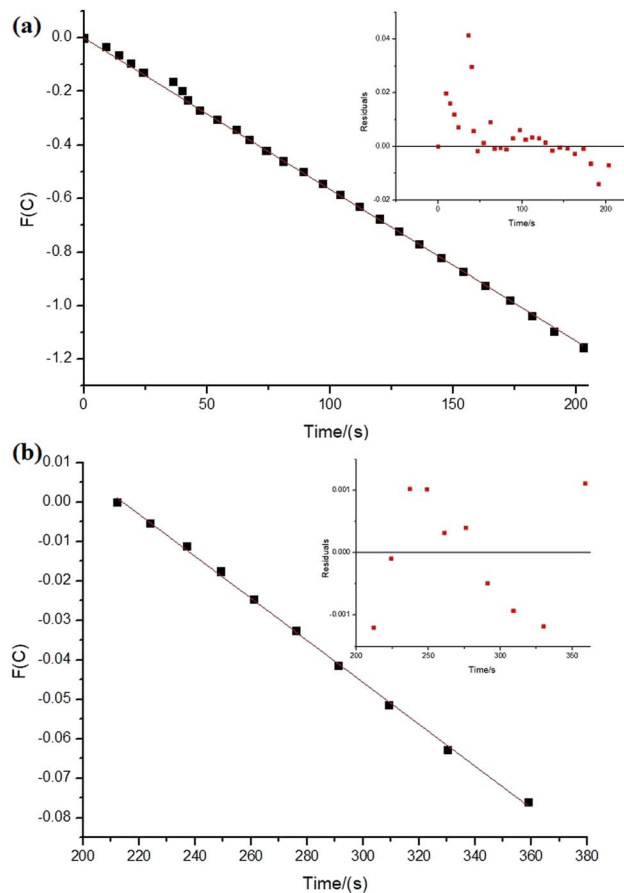 (a)
0.0
-0.2
-0.4
-0.6
-0.8
-1.0
-1.2
F(C)
0 50 100 150 200
Time/(s)
0.04
0.02
0.00
-0.02
Residuals
0 100 200
Time/s
(b)
0.01
0.00
-0.01
-0.02
-0.03
-0.04
-0.05
-0.06
-0.07
-0.08
F(C)
200 220 240 260 280 300 320 340 360 380
Time/(s)
0.001
0.000
-0.001
Residuals
200 250 300 350
Time/s